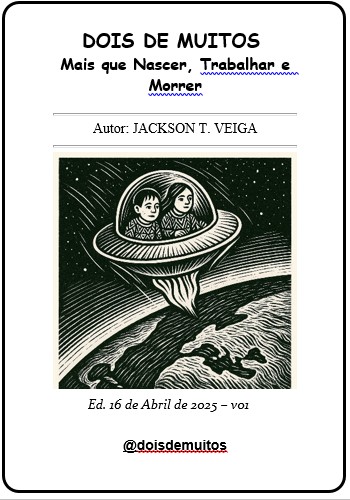 DOIS DE MUITOS
Mais que Nascer, Trabalhar e
Morrer
Autor: JACKSON T. VEIGA
Ed. 16 de Abril de 2025 – v01
@doisdemuitos